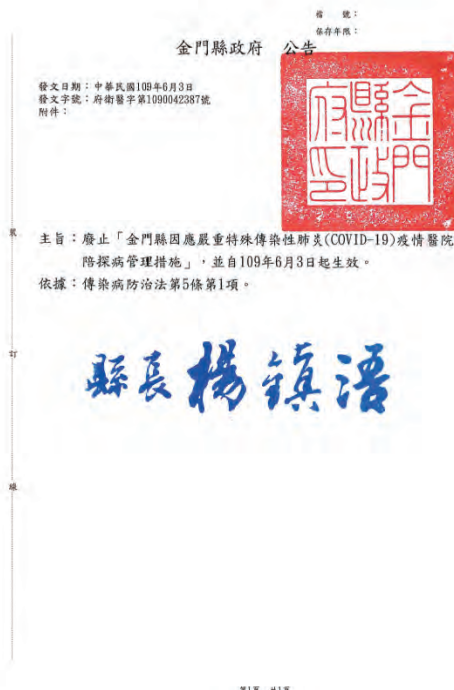 檔　號：
保存年限：
金門縣政府　公告
發文日期：中華民國109年6月3日
發文字號：府衛醫字第1090042387號
附件：
金門
縣政
府印
裝
主旨：廢止「金門縣因應嚴重特殊傳染性肺炎(COVID-19)疫情醫院
陪探病管理措施」，並自109年6月3日起生效。
依據：傳染病防治法第5條第1項。
訂
縣長 楊鎮浯
線
第1頁　共1頁